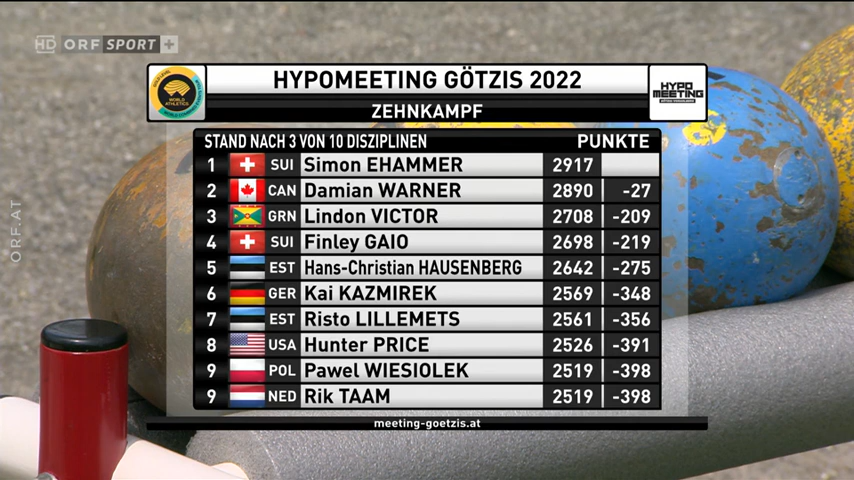 HD ORF SPORT +
HYPOMEETING GÖTZIS 2022
ZEHNKAMPF
WORLD ATHLETICS
HYPO MEETING
STAND NACH 3 VON 10 DISZIPLINEN PUNKTE
1 SUI Simon EHAMMER 2917
2 CAN Damian WARNER 2890 -27
3 GRN Lindon VICTOR 2708 -209
4 SUI Finley GAIO 2698 -219
5 EST Hans-Christian HAUSENBERG 2642 -275
6 GER Kai KAZMIREK 2569 -348
7 EST Risto LILLEMETS 2561 -356
8 USA Hunter PRICE 2526 -391
9 POL Pawel WIESIOLEK 2519 -398
9 NED Rik TAAM 2519 -398
meeting-goetzis.at
ORF.AT